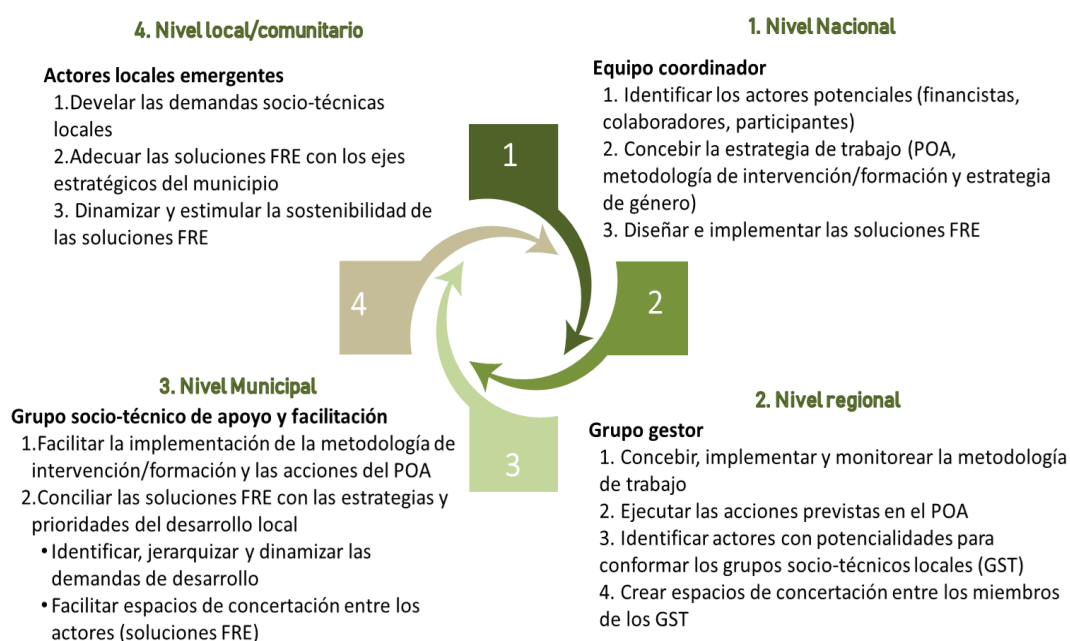 4. Nivel local/comunitario
Actores locales emergentes
1.Develar las demandas socio-técnicas
locales
2.Adecuar las soluciones FRE con los ejes
estratégicos del municipio
3. Dinamizar y estimular la sostenibilidad de
las soluciones FRE
1. Nivel Nacional
Equipo coordinador
1. Identificar los actores potenciales (financistas,
colaboradores, participantes)
2. Concebir la estrategia de trabajo (POA,
metodología de intervención/formación y estrategia
de género)
3. Diseñar e implementar las soluciones FRE
1
4
2
3
3. Nivel Municipal
Grupo socio-técnico de apoyo y facilitación
1.Facilitar la implementación de la metodología de
intervención/formación y las acciones del POA
2.Conciliar las soluciones FRE con las estrategias y
prioridades del desarrollo local
• Identificar, jerarquizar y dinamizar las
demandas de desarrollo
• Facilitar espacios de concertación entre los
actores (soluciones FRE)
2. Nivel regional
Grupo gestor
1. Concebir, implementar y monitorear la metodología
de trabajo
2. Ejecutar las acciones previstas en el POA
3. Identificar actores con potencialidades para
conformar los grupos socio-técnicos locales (GST)
4. Crear espacios de concertación entre los miembros
de los GST